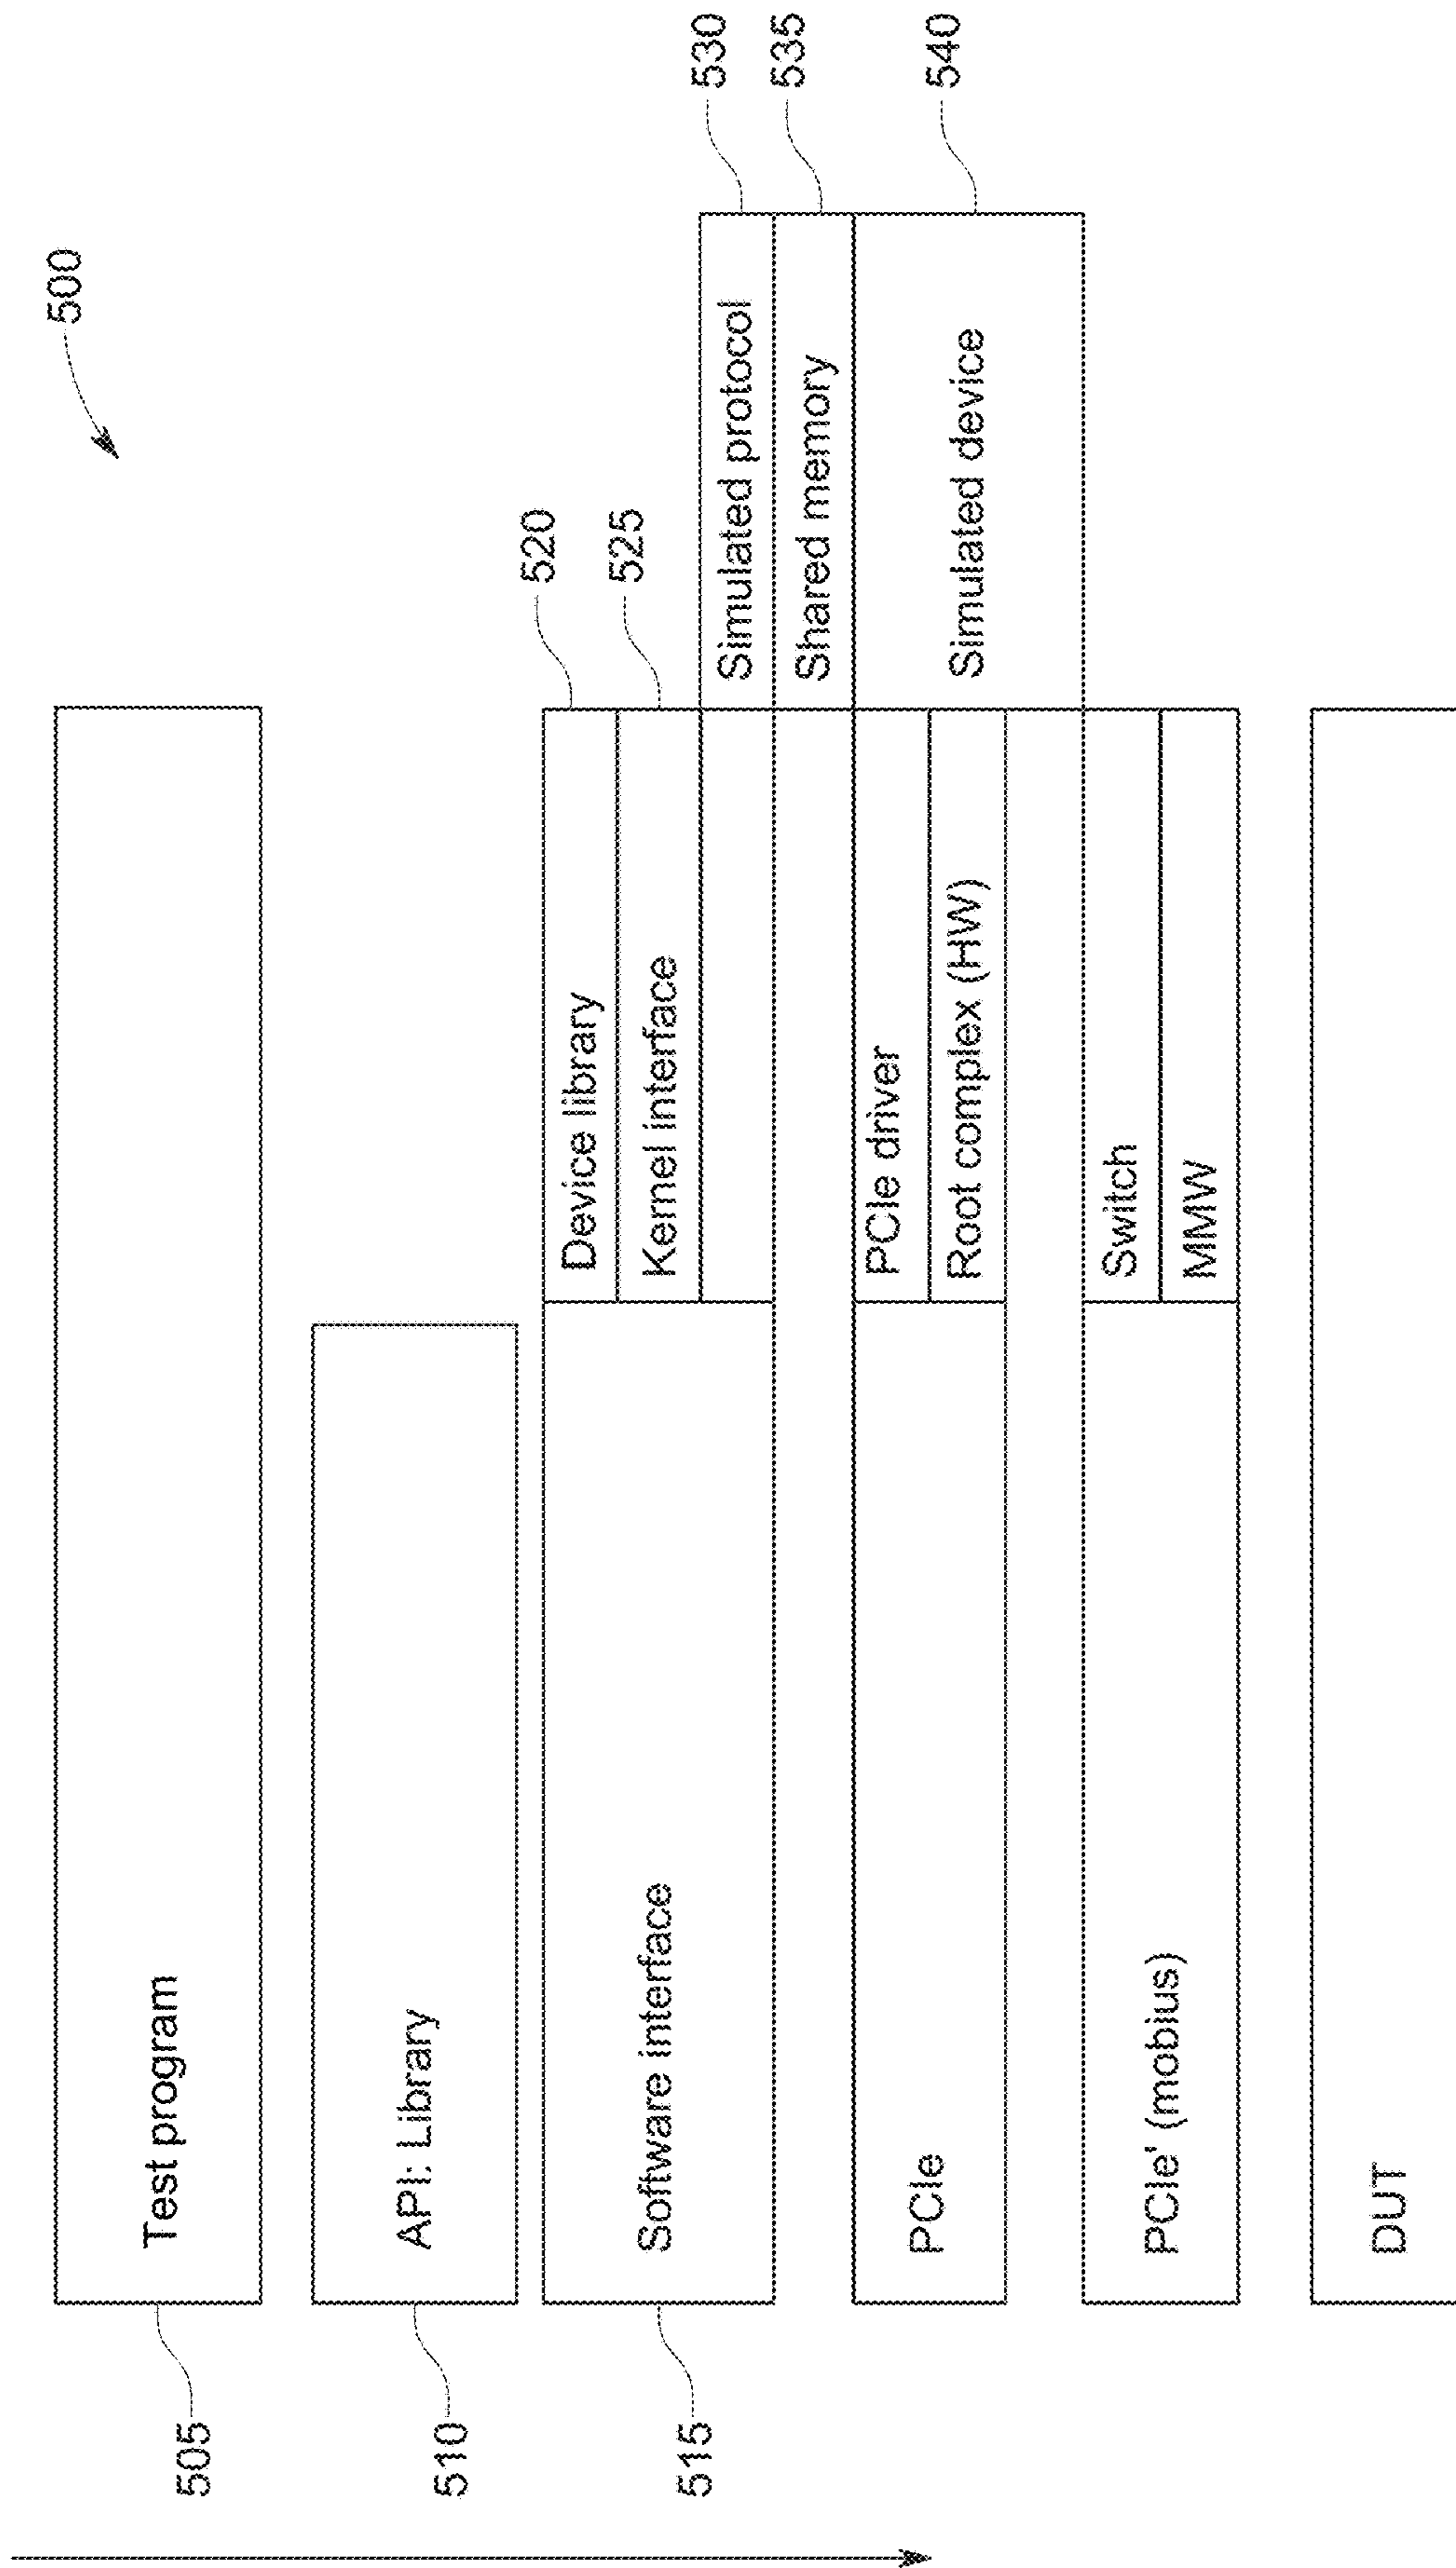 500
Test program
505
API: Library
510
Software interface
515
Device library
520
Kernel interface
525
Simulated protocol
530
Shared memory
535
Simulated device
540
PCIe
PCIe driver
Root complex (HW)
PCIe' (mobius)
Switch
MMW
DUT